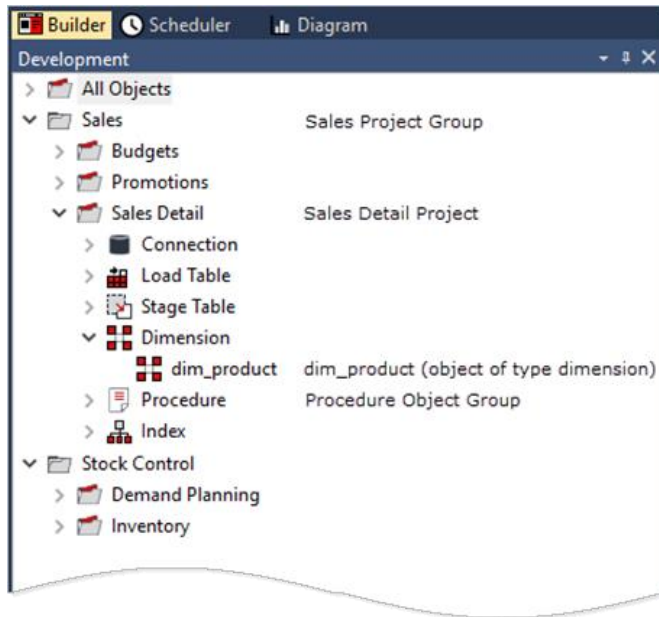 Builder Scheduler Diagram
Development
All Objects
Sales Sales Project Group
Budgets
Promotions
Sales Detail Sales Detail Project
Connection
Load Table
Stage Table
Dimension
dim_product dim_product (object of type dimension)
Procedure Procedure Object Group
Index
Stock Control
Demand Planning
Inventory